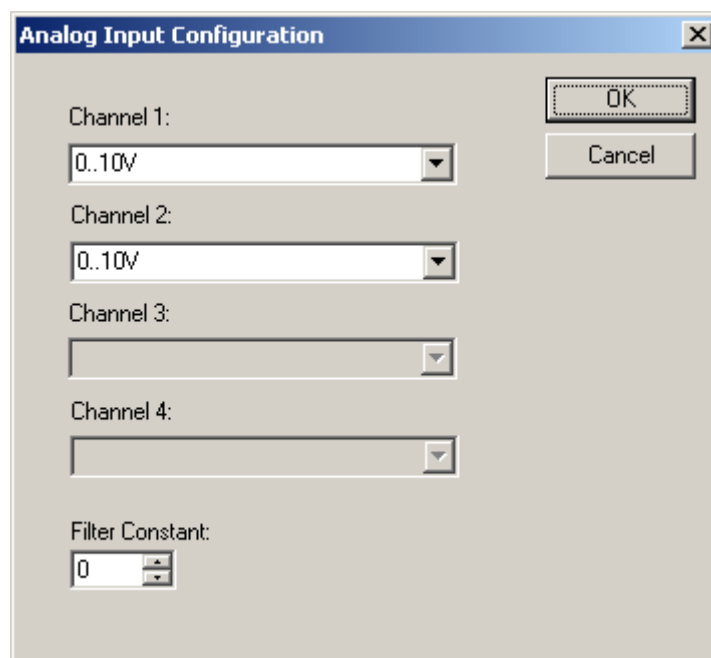 Analog Input Configuration
Channel 1:
0..10V
OK
Cancel
Channel 2:
0..10V
Channel 3:
Channel 4:
Filter Constant:
0